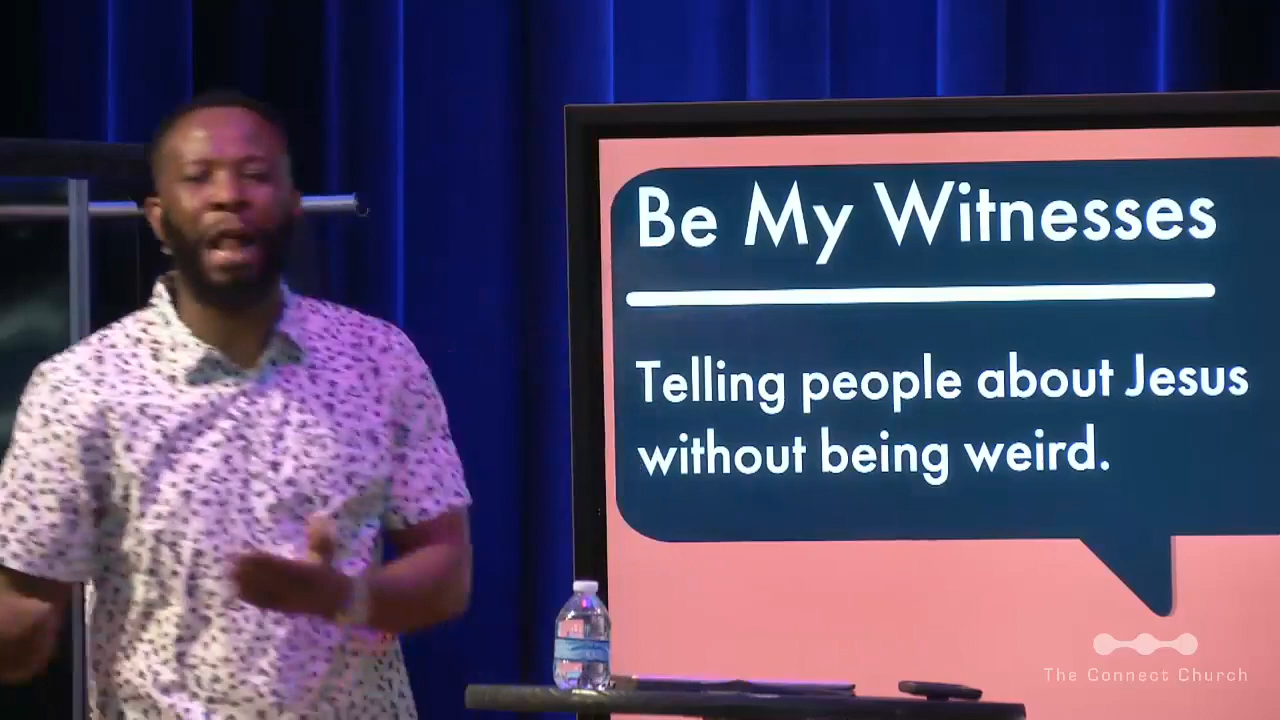 Be My Witnesses
Telling people about Jesus
without being weird.
The Connect Church